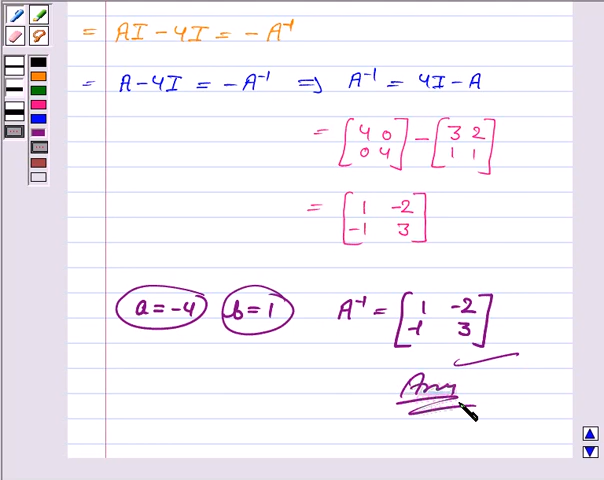 = AI - 4I = - A⁻¹
= A - 4I = - A⁻¹ ⇒ A⁻¹ = 4I - A
= [4 0
0 4] - [3 2
1 1]
= [1 -2
-1 3]
a = -4 b = 1 A⁻¹ = [1 -2
-1 3]
Ans